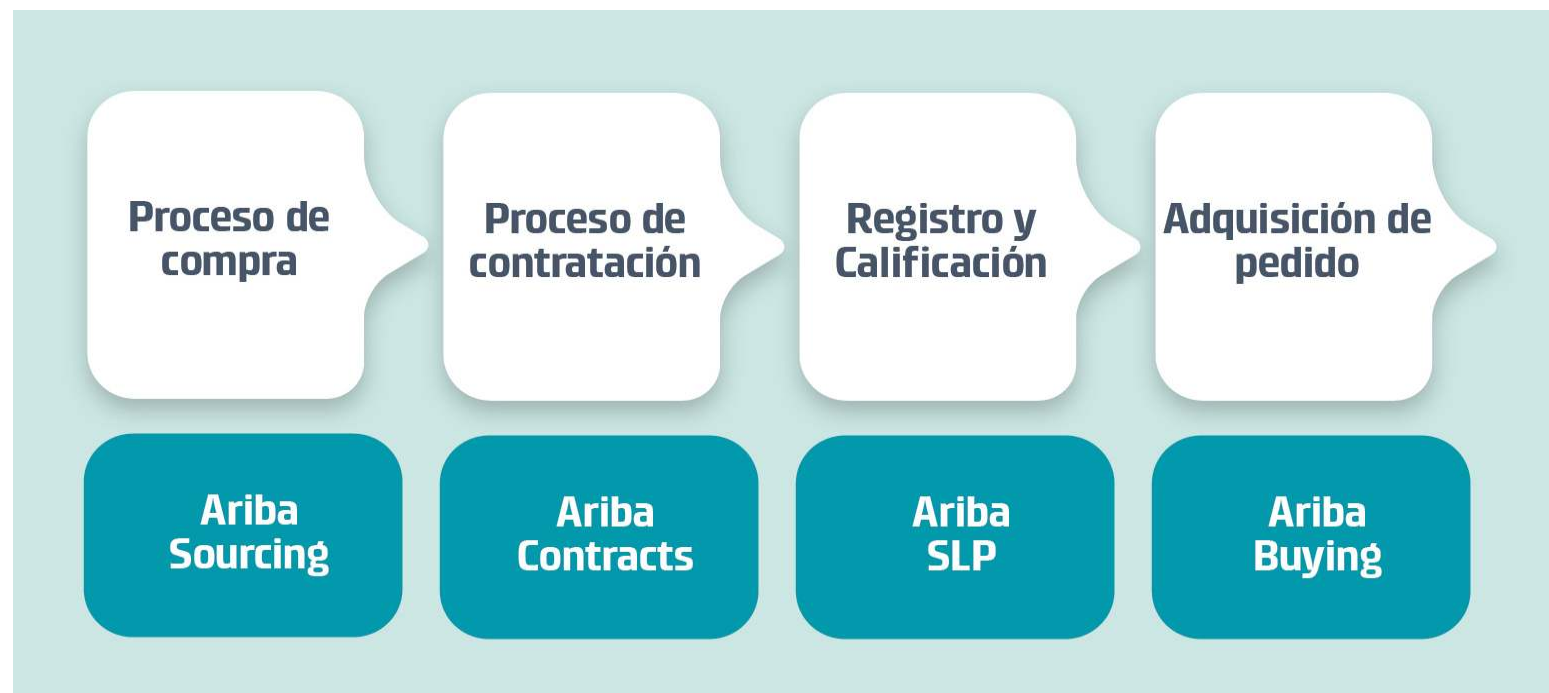 Proceso de
compra
Proceso de
contratación
Registro y
Calificación
Adquisición de
pedido
Ariba
Sourcing
Ariba
Contracts
Ariba
SLP
Ariba
Buying